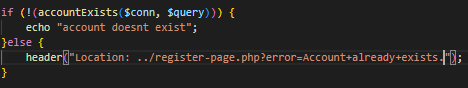 if (!(accountExists($conn, $query))) {
    echo "account doesnt exist";
}else {
    header("Location: ../register-page.php?error=Account+already+exists.");
}